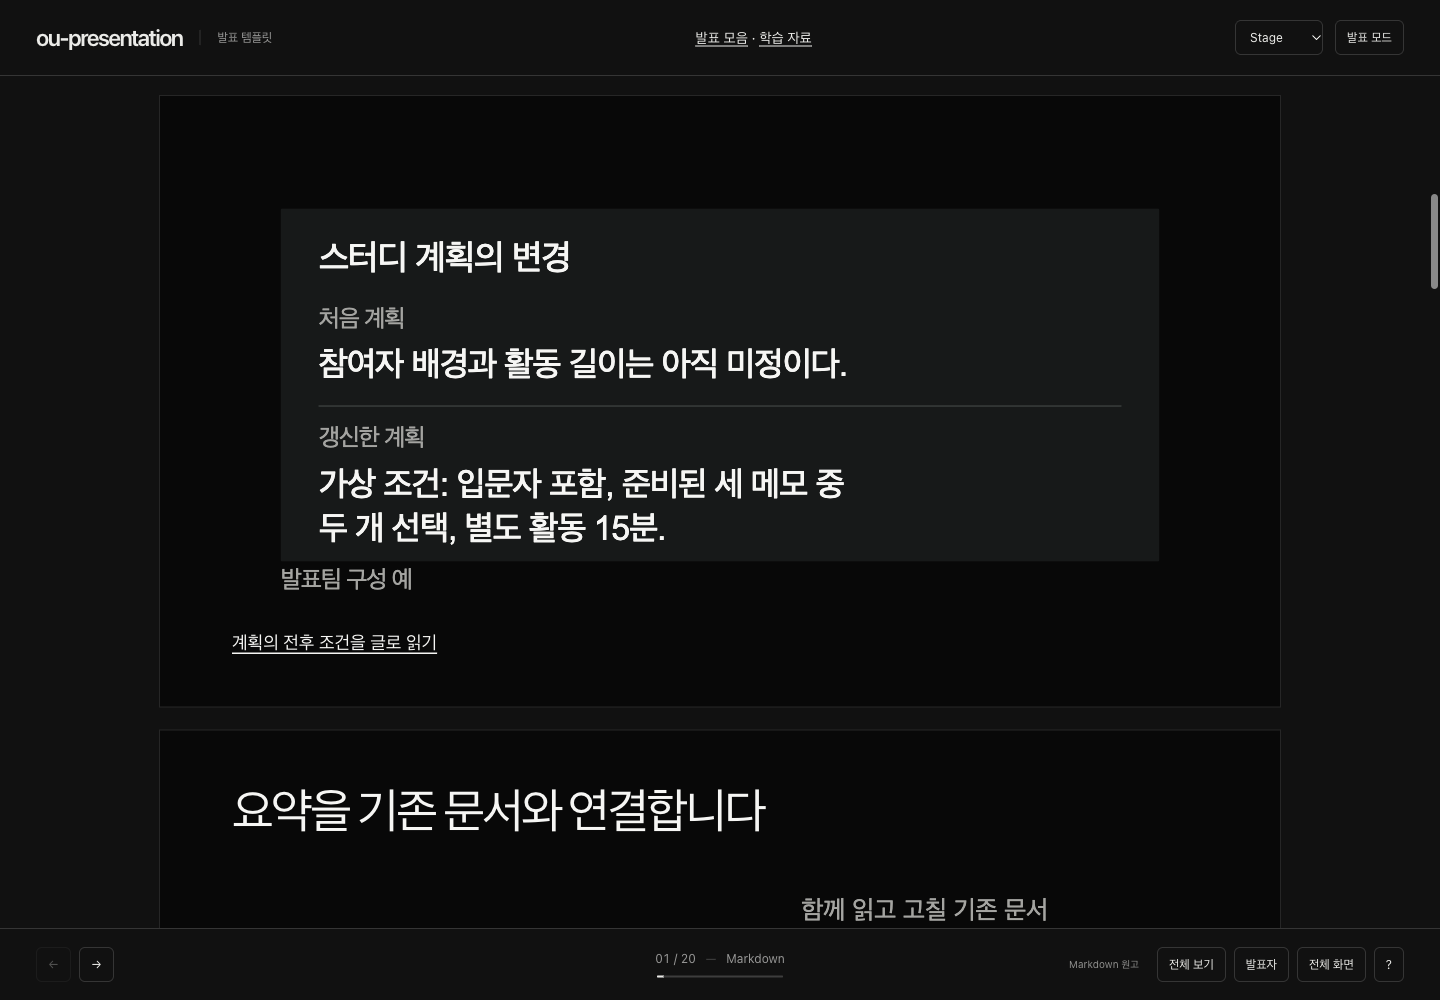 ou-presentation
발표 템플릿
발표 모음 · 학습 자료
Stage
발표 모드
스터디 계획의 변경
처음 계획
참여자 배경과 활동 길이는 아직 미정이다.
갱신한 계획
가상 조건: 입문자 포함, 준비된 세 메모 중
두 개 선택, 별도 활동 15분.
발표팀 구성 예
계획의 전후 조건을 글로 읽기
요약을 기존 문서와 연결합니다
함께 읽고 고칠 기존 문서
←
→
01 / 20 — Markdown
Markdown 원고
전체 보기
발표자
전체 화면
?